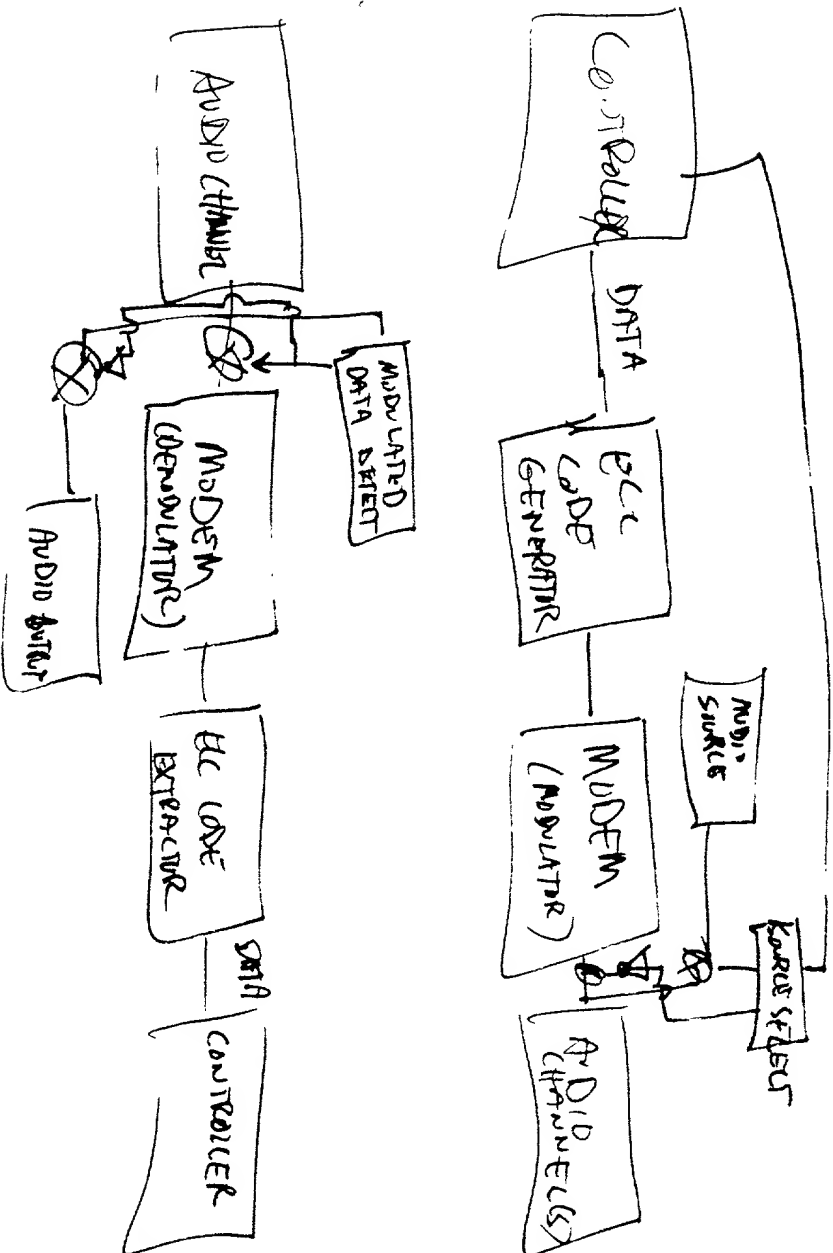 CONTROLLER
DATA
ECC
CODE
GENERATOR
MODEM
(MODULATOR)
AUDIO
SOURCE
SOURCE SELECT
AUDIO
CHANNEL(S)
AUDIO CHANNEL
MODULATED
DATA DETECT
MODEM
(DEMODULATOR)
AUDIO OUTPUT
ECC CODE
EXTRACTOR
DATA
CONTROLLER